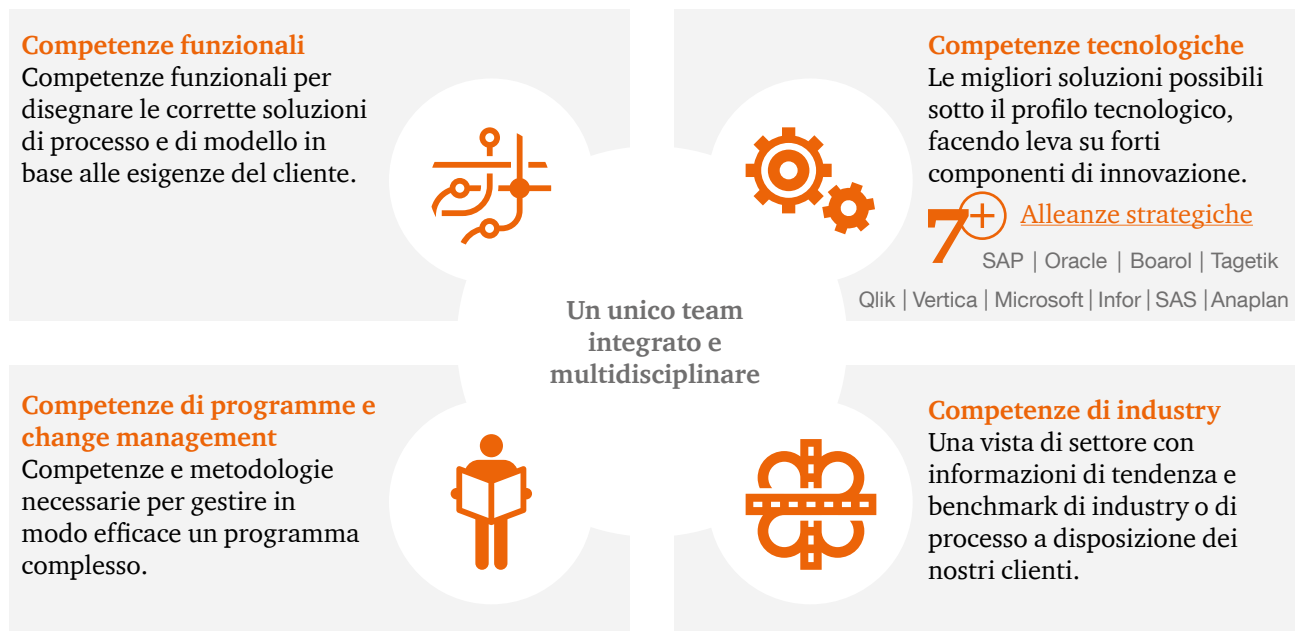 Competenze funzionali
Competenze funzionali per
disegnare le corrette soluzioni
di processo e di modello in
base alle esigenze del cliente.
Competenze tecnologiche
Le migliori soluzioni possibili
sotto il profilo tecnologico,
facendo leva su forti
componenti di innovazione.
7+ Alleanze strategiche
SAP | Oracle | Boarol | Tagetik
Qlik | Vertica | Microsoft | Infor | SAS | Anaplan
Un unico team
integrato e
multidisciplinare
Competenze di programme e
change management
Competenze e metodologie
necessarie per gestire in
modo efficace un programma
complesso.
Competenze di industry
Una vista di settore con
informazioni di tendenza e
benchmark di industry o di
processo a disposizione dei
nostri clienti.